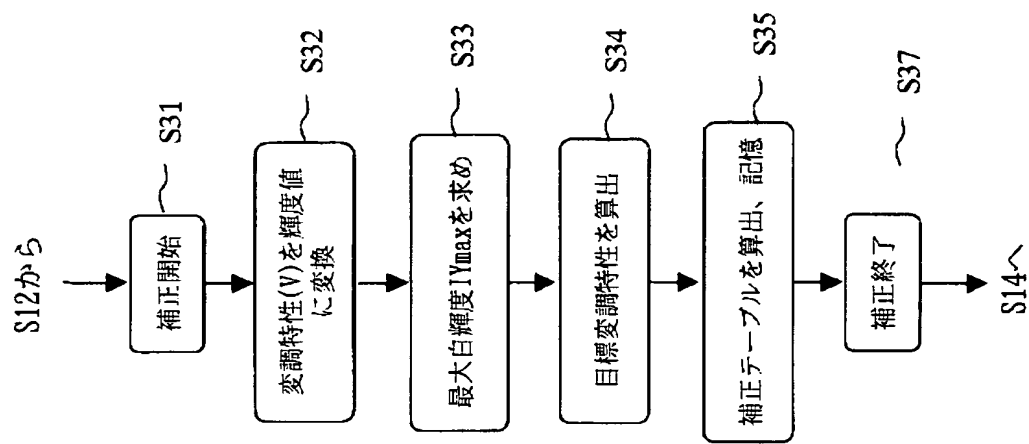 S12から
補正開始
S31
変調特性(V)を輝度値
に変換
S32
最大白輝度IYmaxを求め
S33
目標変調特性を算出
S34
補正テーブルを算出、記憶
S35
補正終了
S37
S14へ